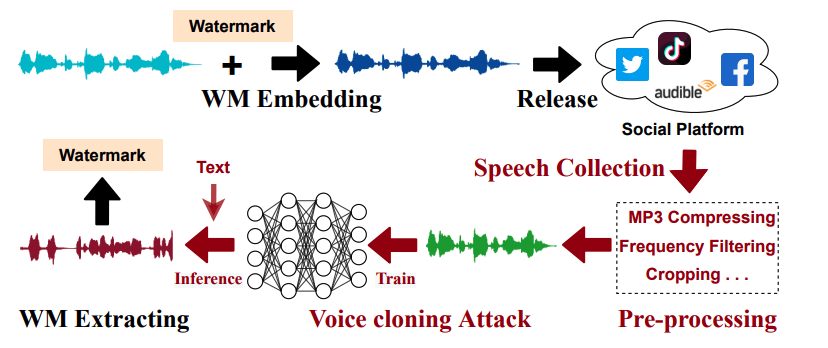 Watermark
+
WM Embedding
Release
audible
Social Platform
Speech Collection
MP3 Compressing
Frequency Filtering
Cropping . . .
Pre-processing
Train
Voice cloning Attack
Text
Inference
Watermark
WM Extracting